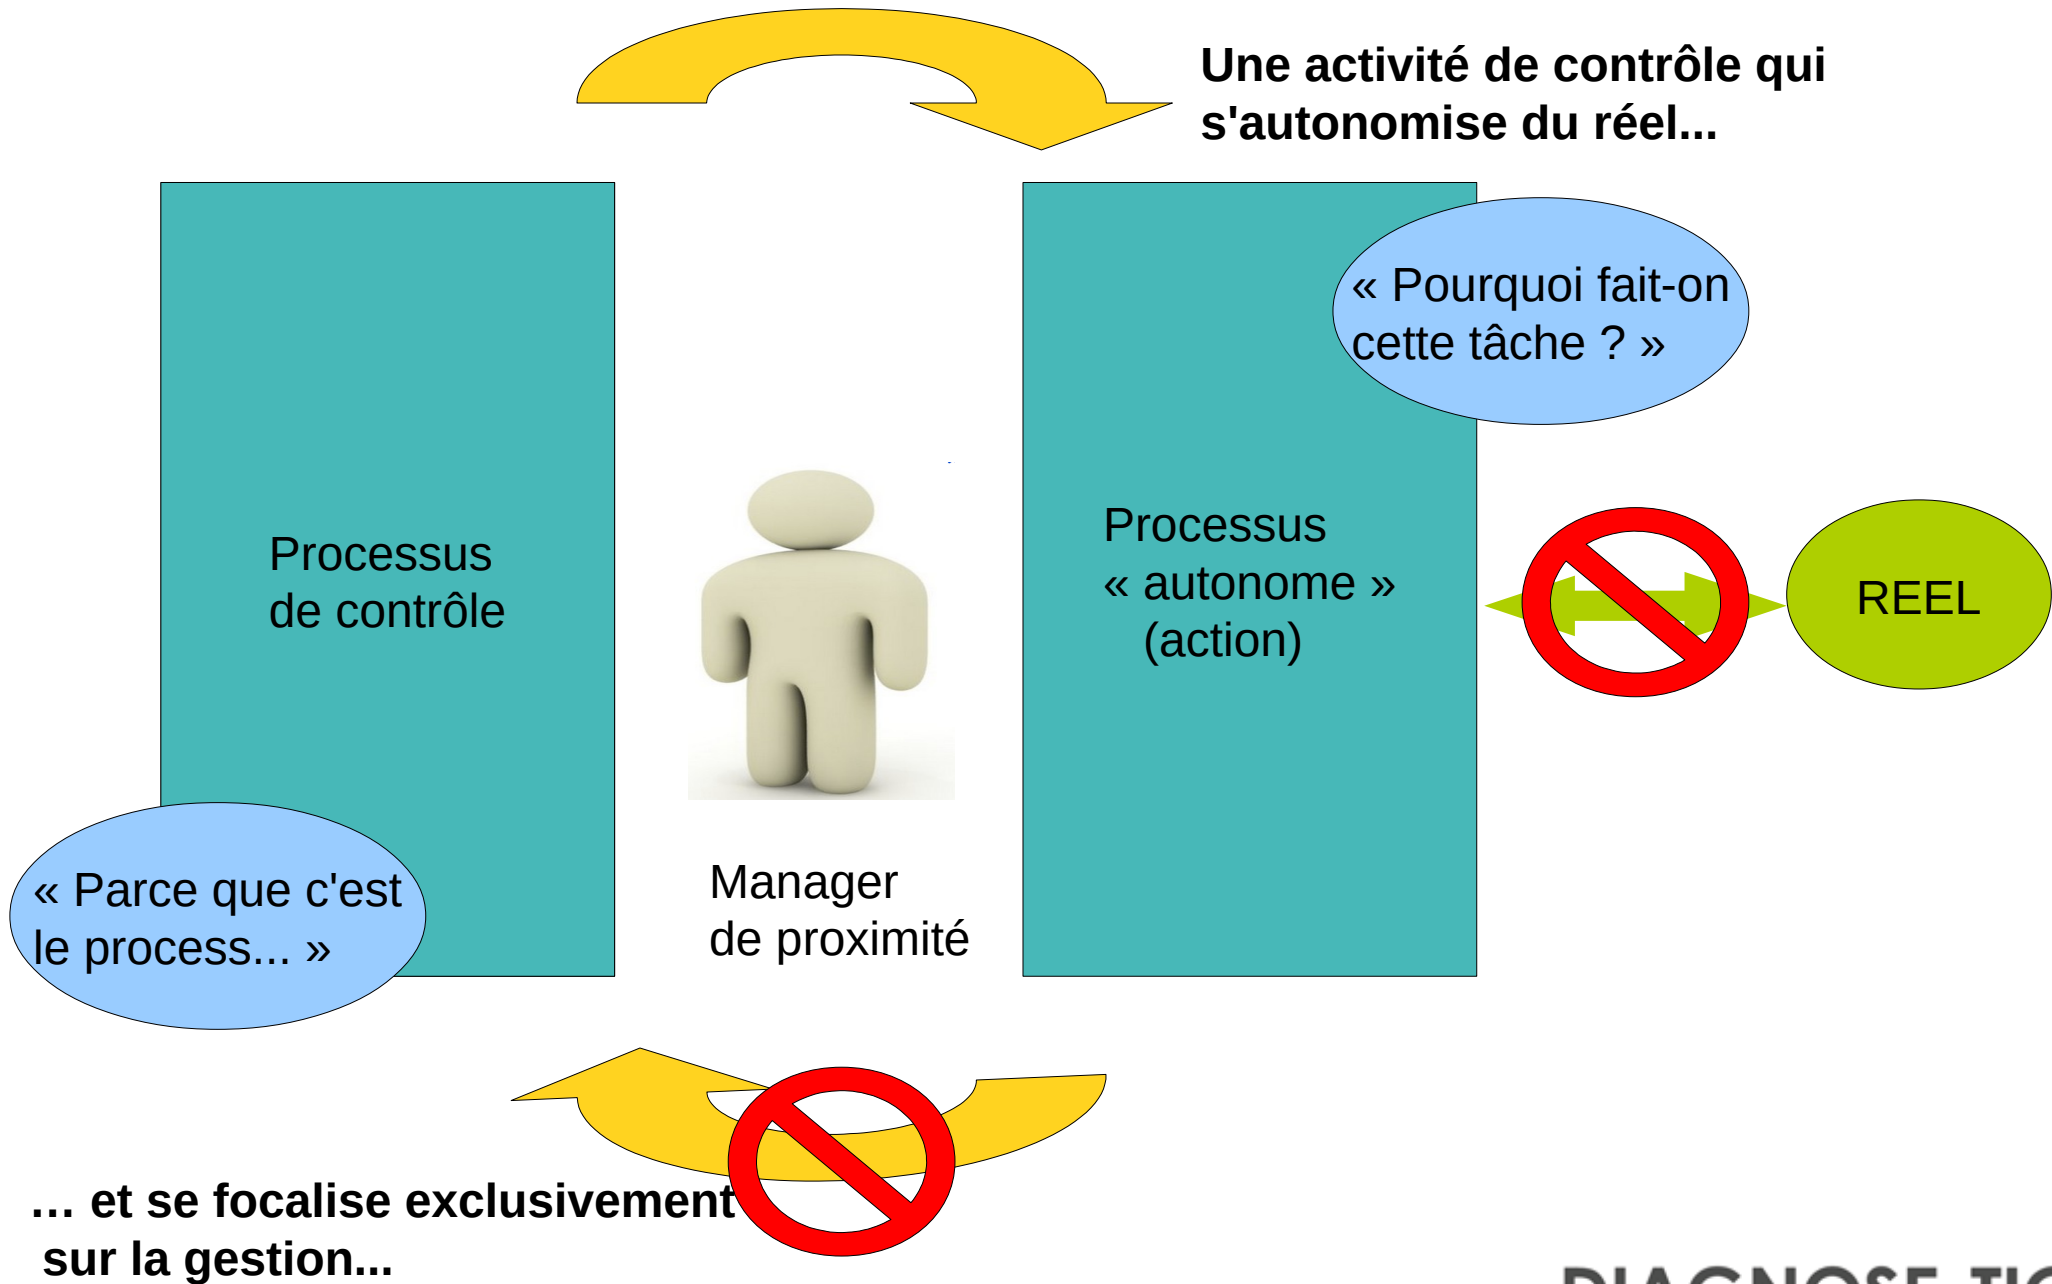 Une activité de contrôle qui
s'autonomise du réel...
« Pourquoi fait-on
cette tâche ? »
Processus
de contrôle
Processus
« autonome »
(action)
REEL
« Parce que c'est
le process... »
Manager
de proximité
... et se focalise exclusivement
sur la gestion...
DIAGNOSE